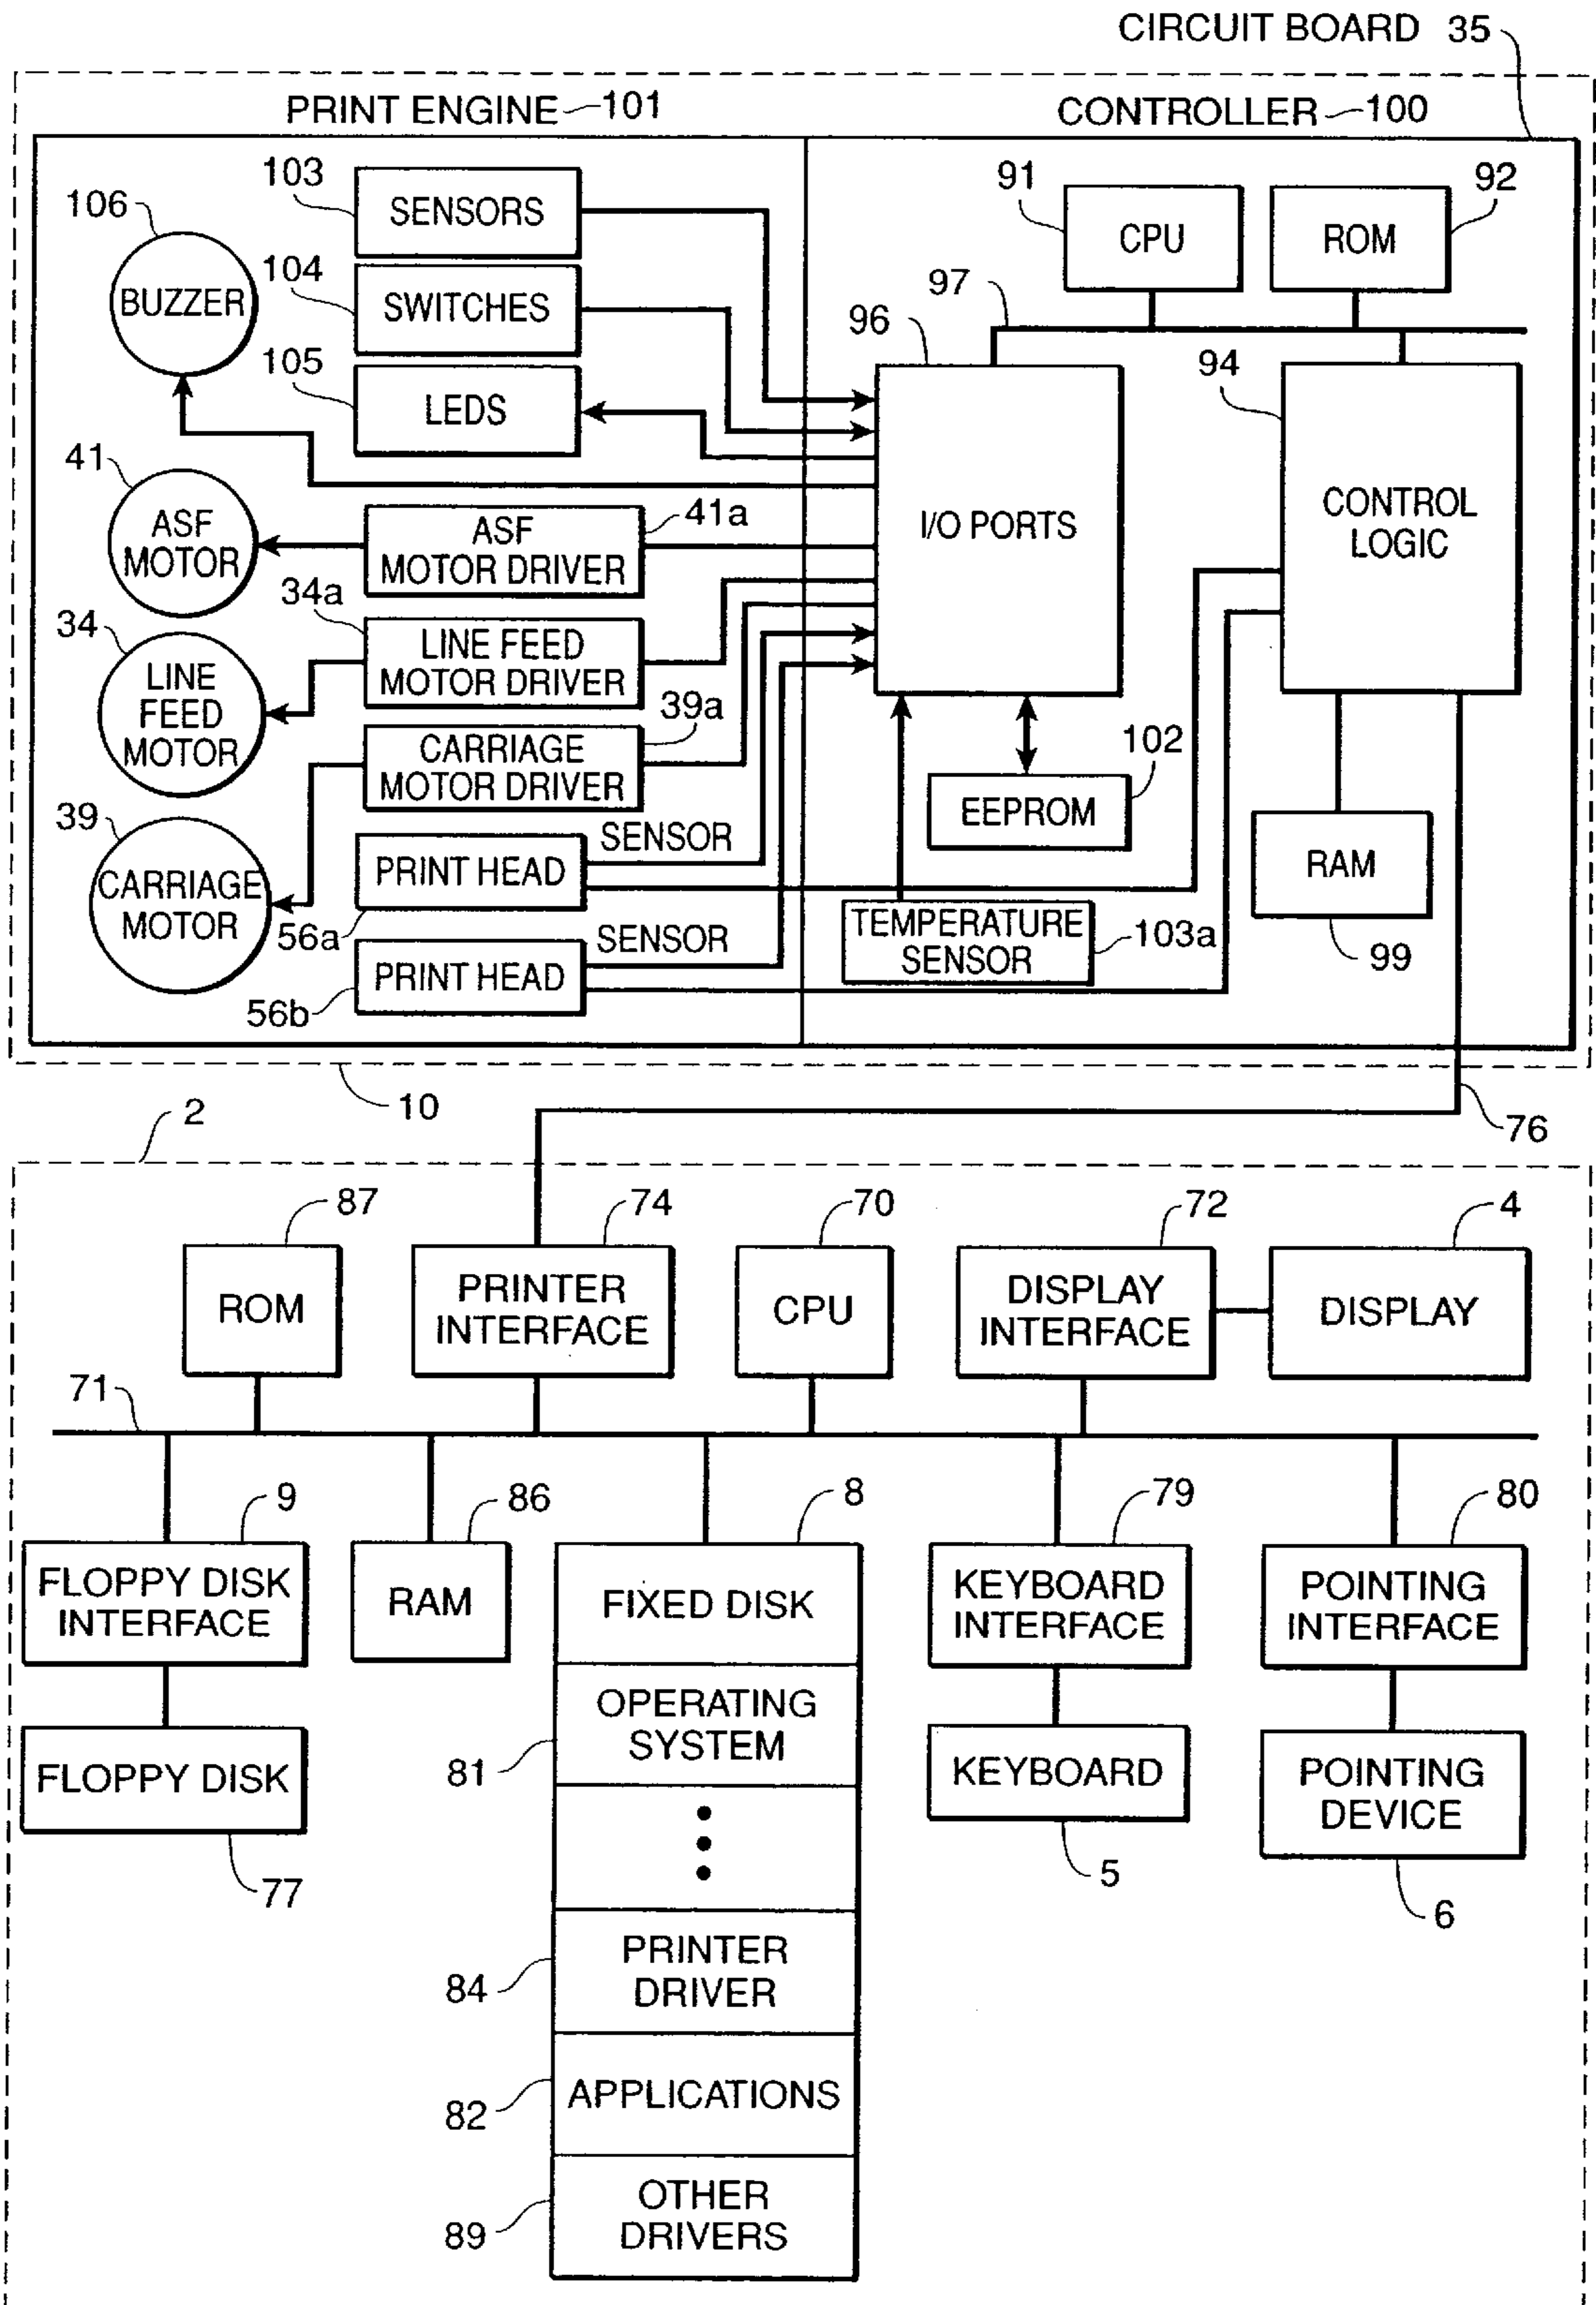 CIRCUIT BOARD 35
PRINT ENGINE 101
CONTROLLER 100
103
SENSORS
91
CPU
92
ROM
106
BUZZER
104
SWITCHES
97
96
I/O PORTS
94
CONTROL
LOGIC
105
LEDS
41
ASF
MOTOR
ASF
MOTOR DRIVER
41a
34
LINE
FEED
MOTOR
34a
LINE FEED
MOTOR DRIVER
39a
CARRIAGE
MOTOR DRIVER
102
EEPROM
39
CARRIAGE
MOTOR
SENSOR
PRINT HEAD
56a
RAM
99
SENSOR
TEMPERATURE
SENSOR
103a
PRINT HEAD
56b
10
76
2
87
ROM
74
PRINTER
INTERFACE
70
CPU
72
DISPLAY
INTERFACE
4
DISPLAY
71
9
FLOPPY DISK
INTERFACE
86
RAM
8
FIXED DISK
79
KEYBOARD
INTERFACE
80
POINTING
INTERFACE
FLOPPY DISK
77
OPERATING
SYSTEM
81
KEYBOARD
5
POINTING
DEVICE
6
PRINTER
DRIVER
84
APPLICATIONS
82
OTHER
DRIVERS
89